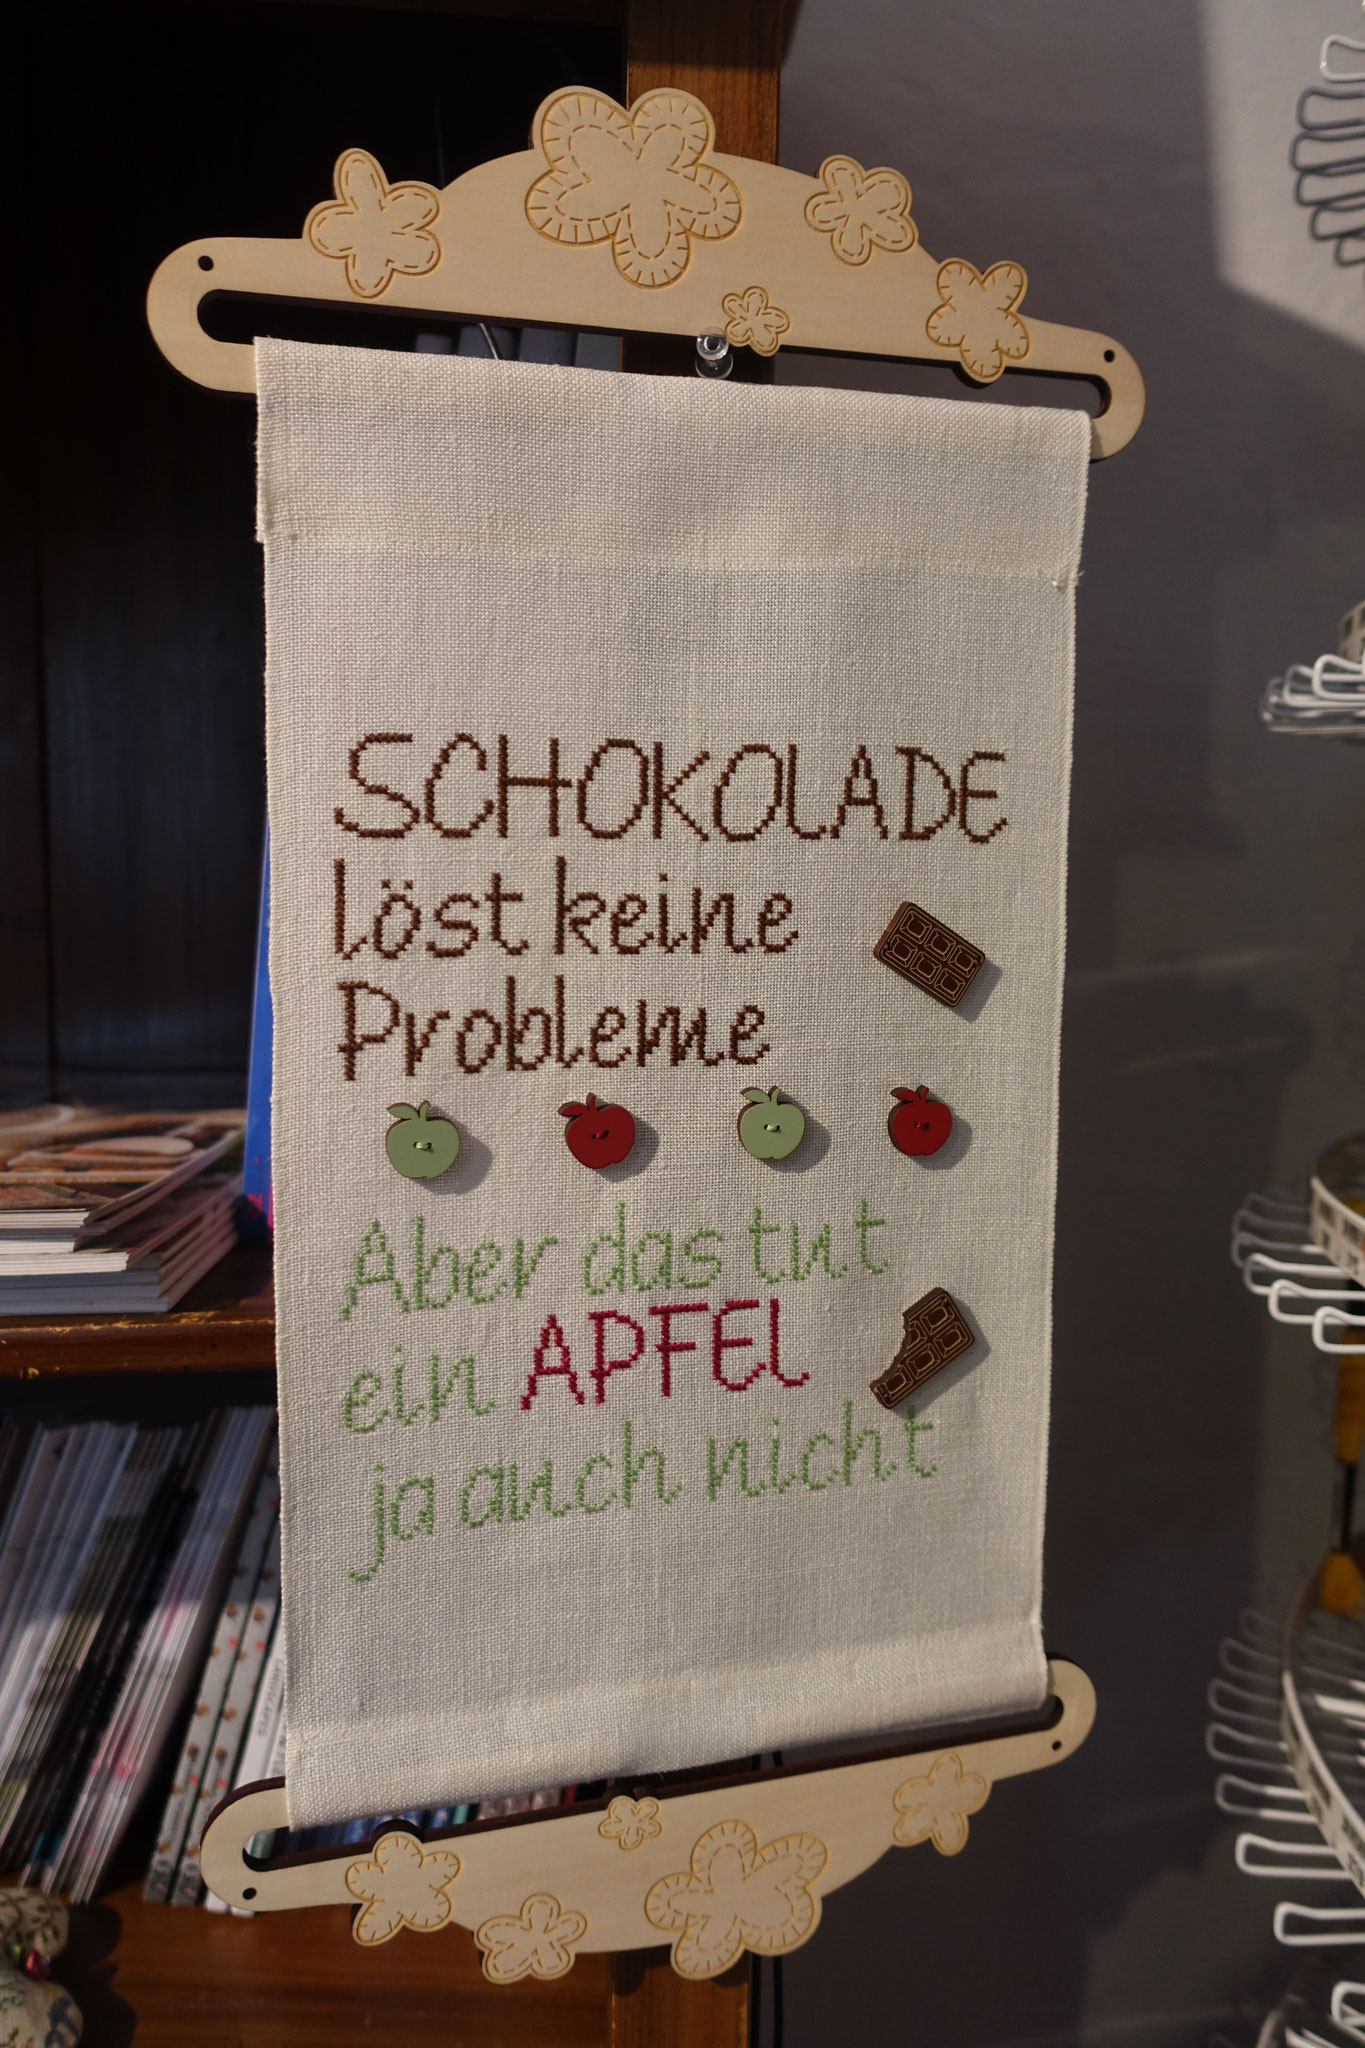 SCHOKOLADE
löst keine
Probleme
Aber das tut
ein APFEL
ja auch nicht